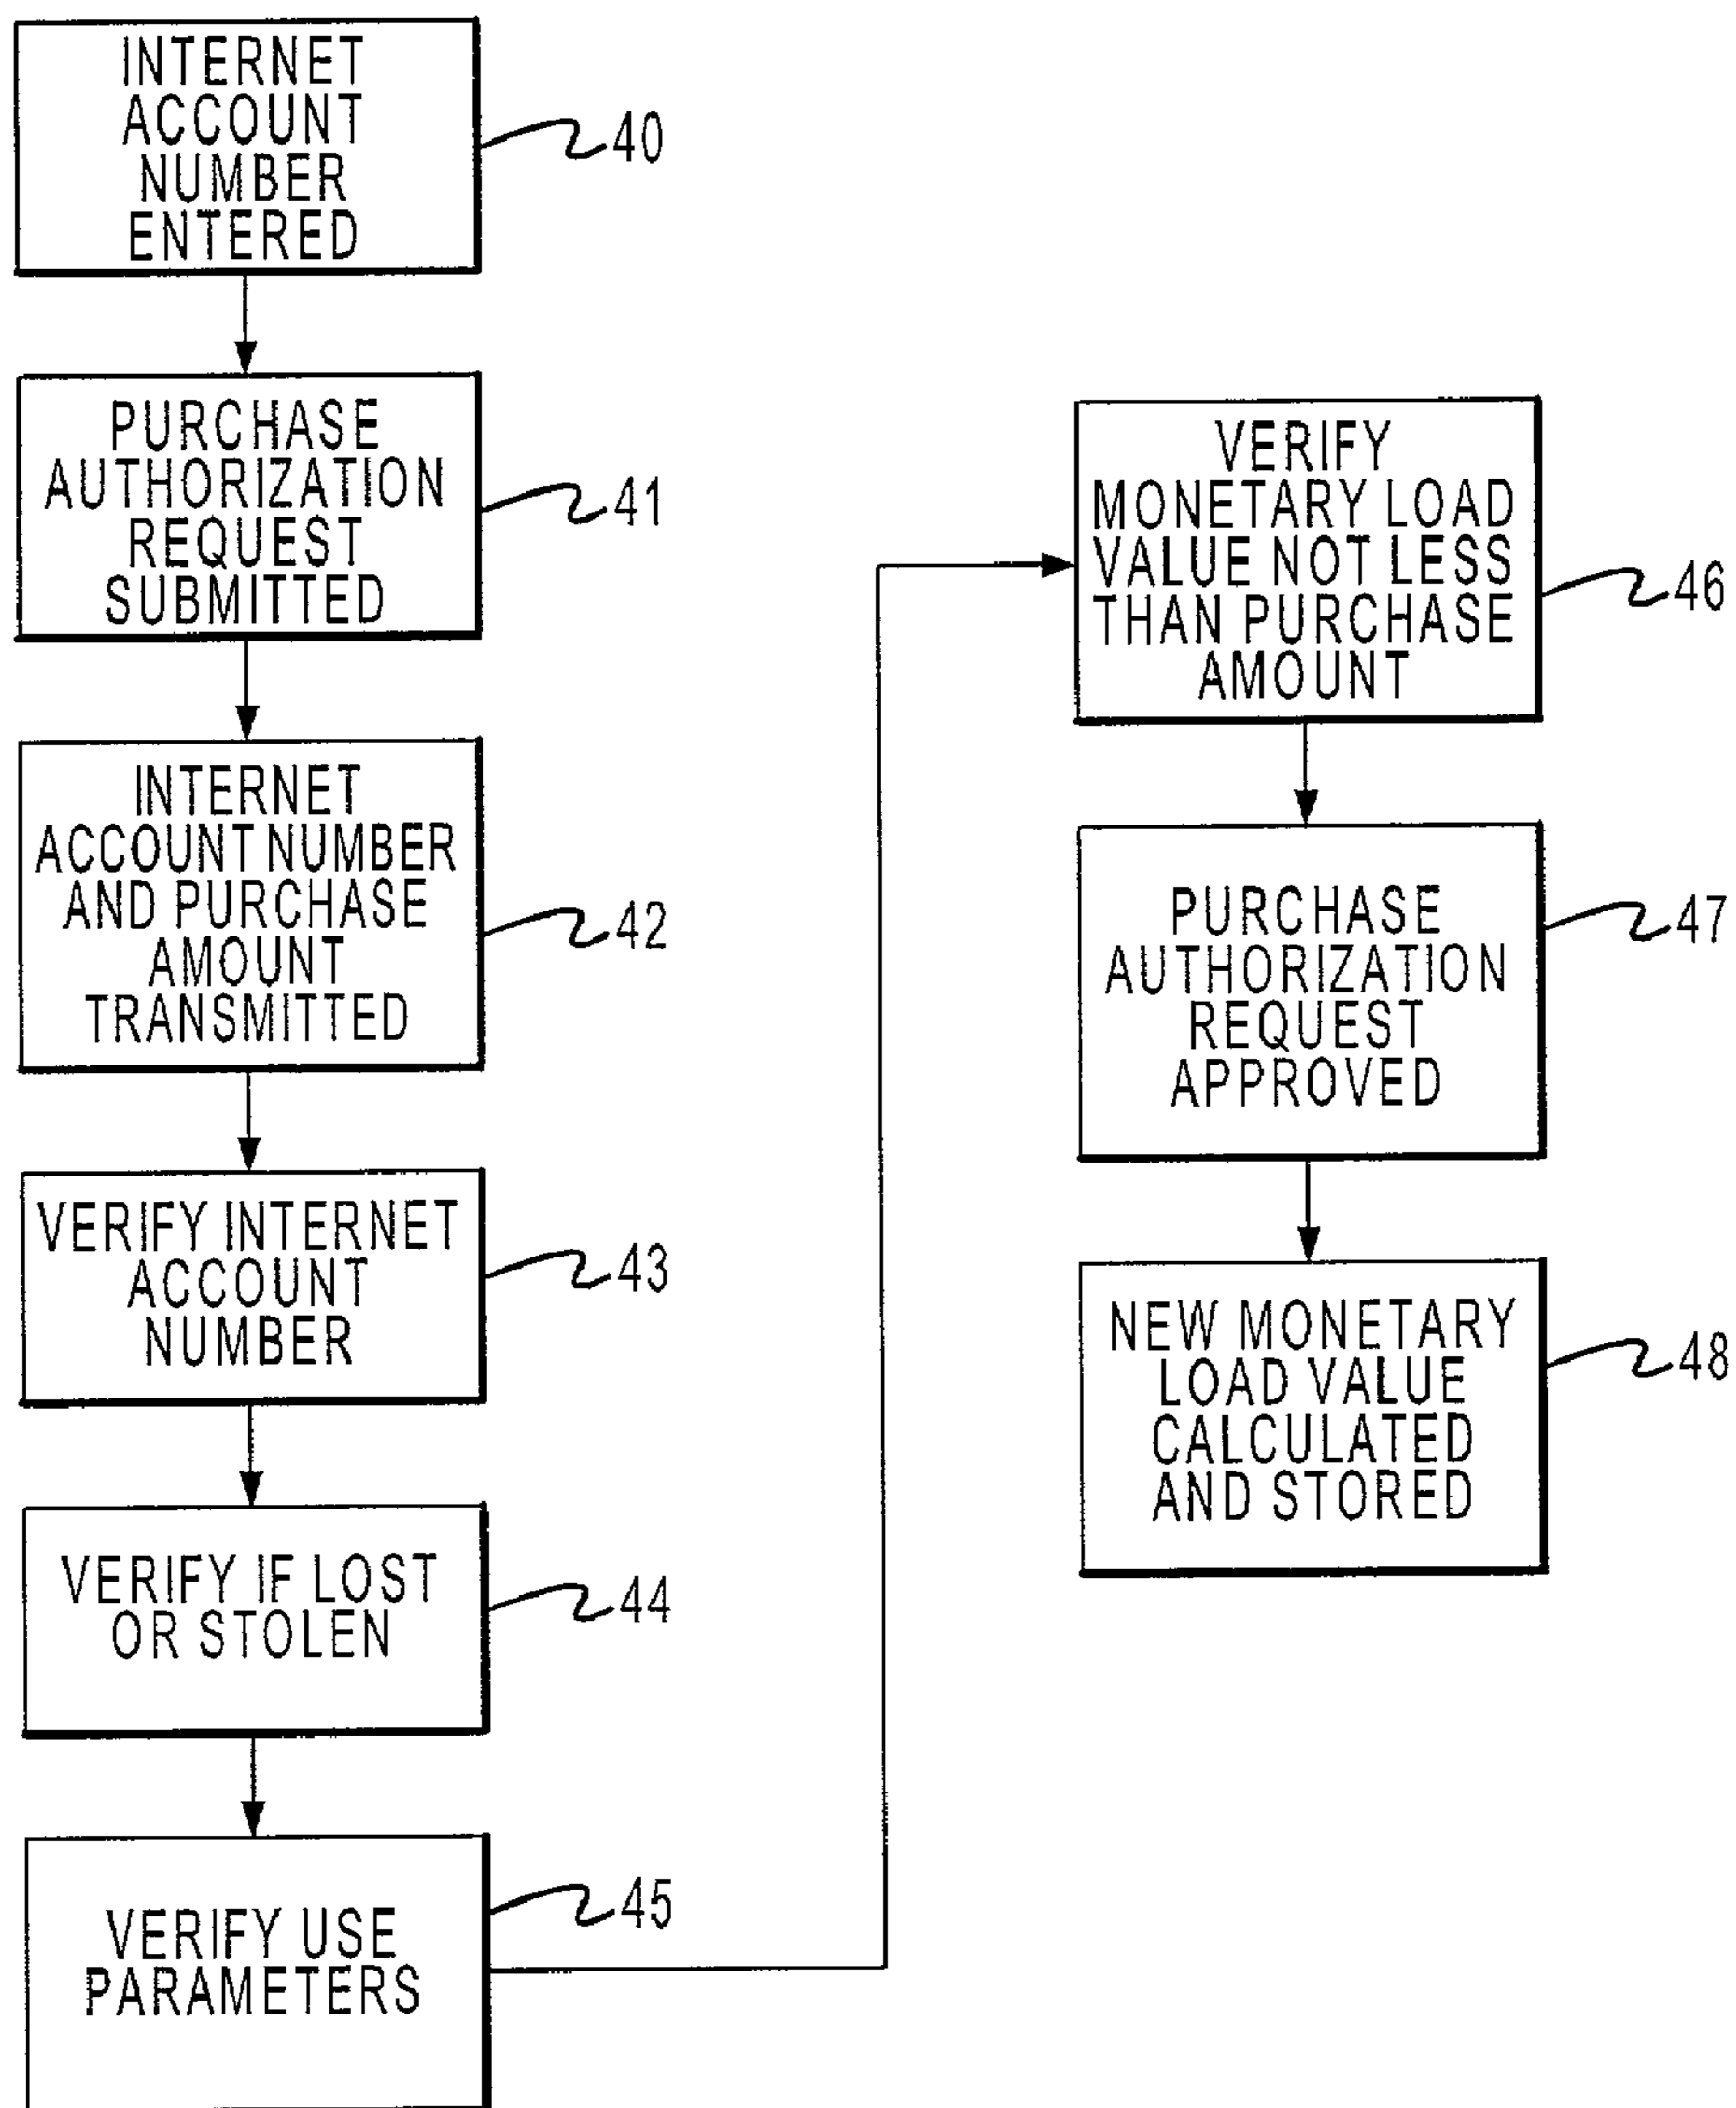 INTERNET
ACCOUNT
NUMBER
ENTERED
40
PURCHASE
AUTHORIZATION
REQUEST
SUBMITTED
41
INTERNET
ACCOUNT NUMBER
AND PURCHASE
AMOUNT
TRANSMITTED
42
VERIFY INTERNET
ACCOUNT
NUMBER
43
VERIFY IF LOST
OR STOLEN
44
VERIFY USE
PARAMETERS
45
VERIFY
MONETARY LOAD
VALUE NOT LESS
THAN PURCHASE
AMOUNT
46
PURCHASE
AUTHORIZATION
REQUEST
APPROVED
47
NEW MONETARY
LOAD VALUE
CALCULATED
AND STORED
48